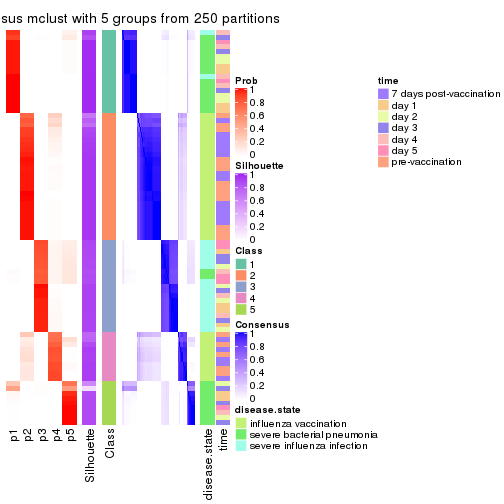 sus mclust with 5 groups from 250 partitions
Prob
1
0.8
0.6
0.4
0.2
0
Silhouette
1
0.8
0.6
0.4
0.2
0
Class
1
2
3
4
5
Consensus
1
0.8
0.6
0.4
0.2
0
disease.state
influenza vaccination
severe bacterial pneumonia
severe influenza infection
time
7 days post-vaccination
day 1
day 2
day 3
day 4
day 5
pre-vaccination
p1
p2
p3
p4
p5
Silhouette
Class
disease.state
time